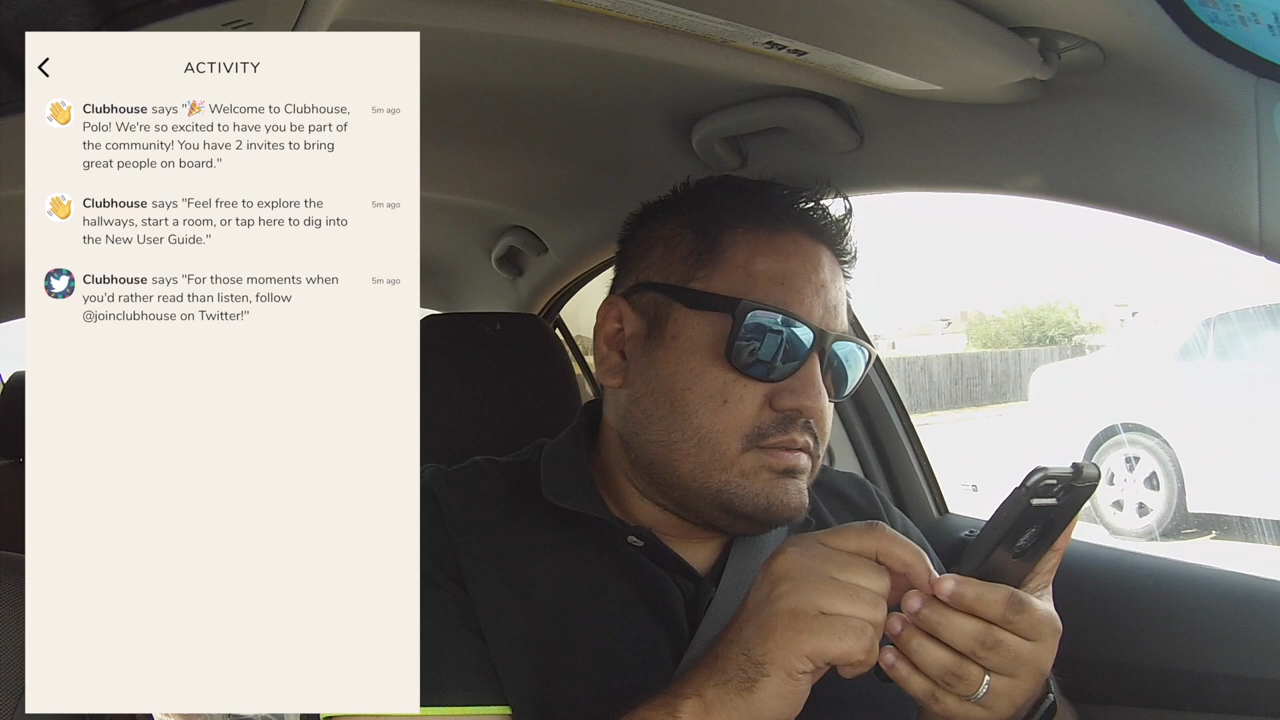 ACTIVITY
Clubhouse says "🎉 Welcome to Clubhouse,
5m ago
Polo! We're so excited to have you be part of
the community! You have 2 invites to bring
great people on board."
Clubhouse says "Feel free to explore the
5m ago
hallways, start a room, or tap here to dig into
the New User Guide."
Clubhouse says "For those moments when
5m ago
you'd rather read than listen, follow
@joinclubhouse on Twitter!"